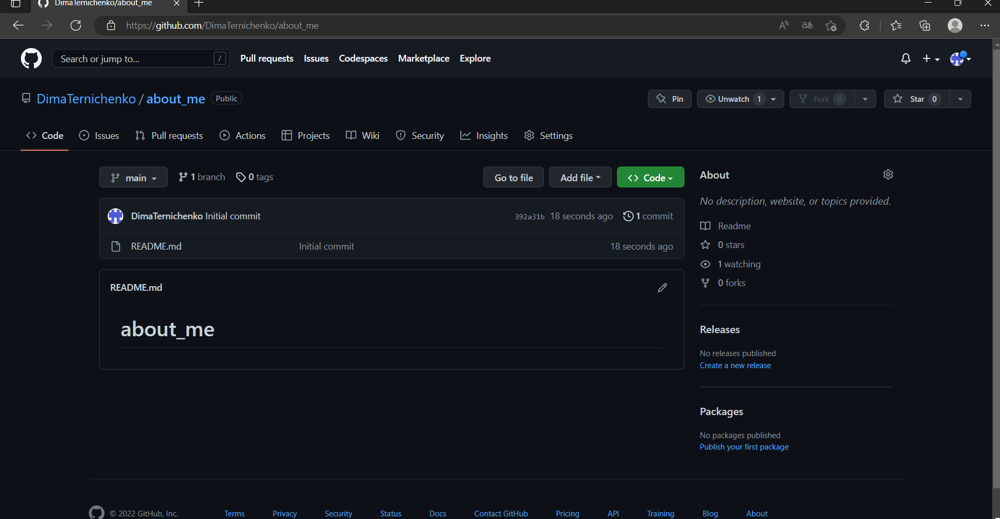 DimaTernichenko/about_me
https://github.com/DimaTernichenko/about_me
Search or jump to... /
Pull requests Issues Codespaces Marketplace Explore
DimaTernichenko / about_me Public
Pin Unwatch 1 Fork 0 Star 0
Code Issues Pull requests Actions Projects Wiki Security Insights Settings
main 1 branch 0 tags Go to file Add file Code
DimaTernichenko Initial commit 392a31b 18 seconds ago 1 commit
README.md Initial commit 18 seconds ago
README.md
about_me
About
No description, website, or topics provided.
Readme
0 stars
1 watching
0 forks
Releases
No releases published
Create a new release
Packages
No packages published
Publish your first package
© 2022 GitHub, Inc. Terms Privacy Security Status Docs Contact GitHub Pricing API Training Blog About